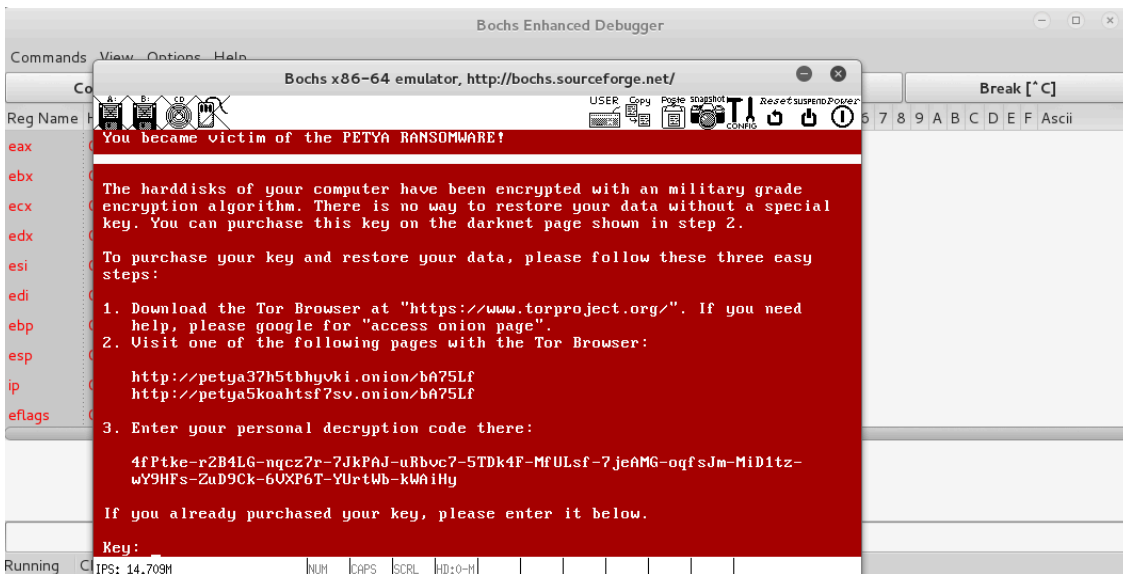 Bochs Enhanced Debugger
Commands View Options Help
Bochs x86-64 emulator, http://bochs.sourceforge.net/
Break [^C]
A: B: CD USER Copy Paste snapshot CONFIG Reset SUSPEND Power
Reg Name
6 7 8 9 A B C D E F Ascii
eax
ebx
ecx
edx
esi
edi
ebp
esp
ip
eflags
You became victim of the PETYA RANSOMWARE!
The harddisks of your computer have been encrypted with an military grade
encryption algorithm. There is no way to restore your data without a special
key. You can purchase this key on the darknet page shown in step 2.
To purchase your key and restore your data, please follow these three easy
steps:
1. Download the Tor Browser at "https://www.torproject.org/". If you need
help, please google for "access onion page".
2. Visit one of the following pages with the Tor Browser:
http://petya37h5tbhyvki.onion/bA75Lf
http://petya5koahtsf7sv.onion/bA75Lf
3. Enter your personal decryption code there:
4fPtke-r2B4LG-nqcz7r-7JkPAJ-uRbvc7-5TDk4F-MfULsf-7jeAMG-oqfsJm-MiD1tz-
wY9HFs-ZuD9Ck-6VXP6T-YUrtWb-kWAiHy
If you already purchased your key, please enter it below.
Key:
IPS: 14.709M NUM CAPS SCRL HD:0-M
Running